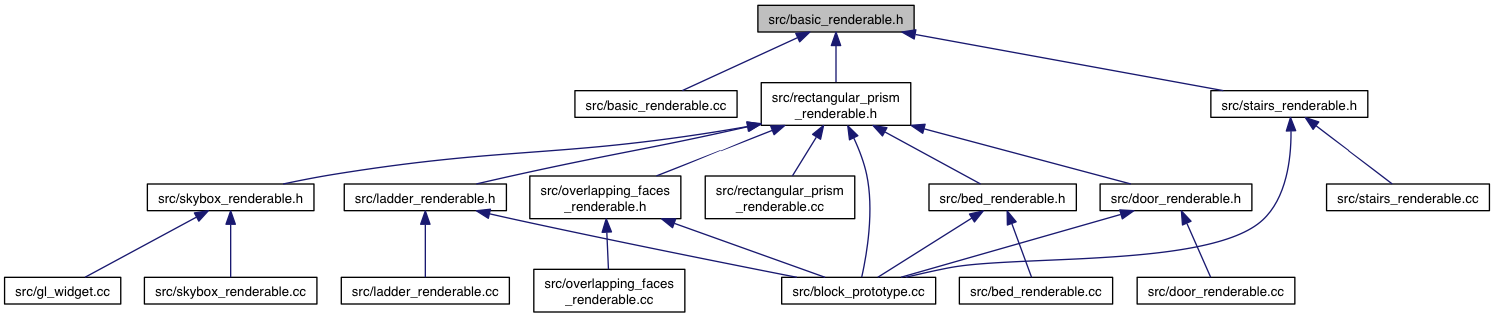 src/basic_renderable.h
src/basic_renderable.cc
src/rectangular_prism
_renderable.h
src/stairs_renderable.h
src/skybox_renderable.h
src/ladder_renderable.h
src/overlapping_faces
_renderable.h
src/rectangular_prism
_renderable.cc
src/bed_renderable.h
src/door_renderable.h
src/stairs_renderable.cc
src/gl_widget.cc
src/skybox_renderable.cc
src/ladder_renderable.cc
src/overlapping_faces
_renderable.cc
src/block_prototype.cc
src/bed_renderable.cc
src/door_renderable.cc